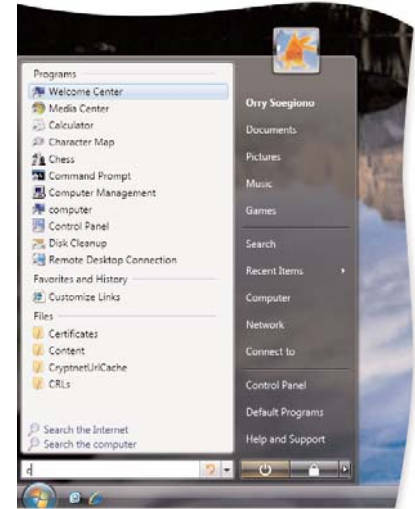 Programs
Welcome Center
Media Center
Calculator
Character Map
Chess
Command Prompt
Computer Management
computer
Control Panel
Disk Cleanup
Remote Desktop Connection
Favorites and History
Customize Links
Files
Certificates
Content
CryptnetUrlCache
CRLs
Search the Internet
Search the computer
c
Orry Soegiono
Documents
Pictures
Music
Games
Search
Recent Items
Computer
Network
Connect to
Control Panel
Default Programs
Help and Support